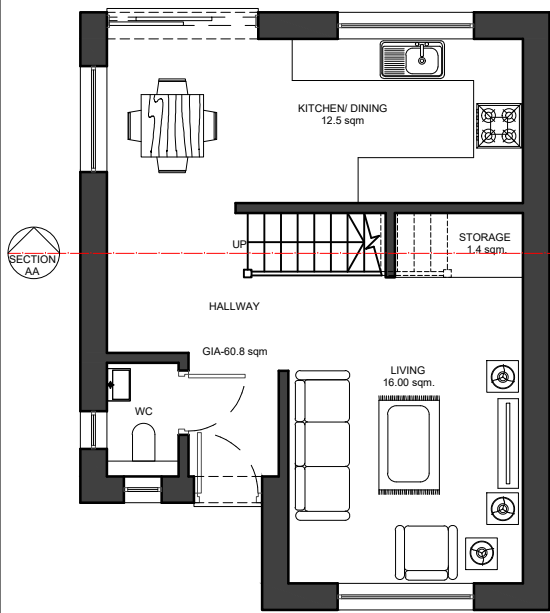 KITCHEN/ DINING
12.5 sqm
UP
STORAGE
1.4 sqm.
SECTION
AA
HALLWAY
GIA-60.8 sqm
LIVING
16.00 sqm.
WC